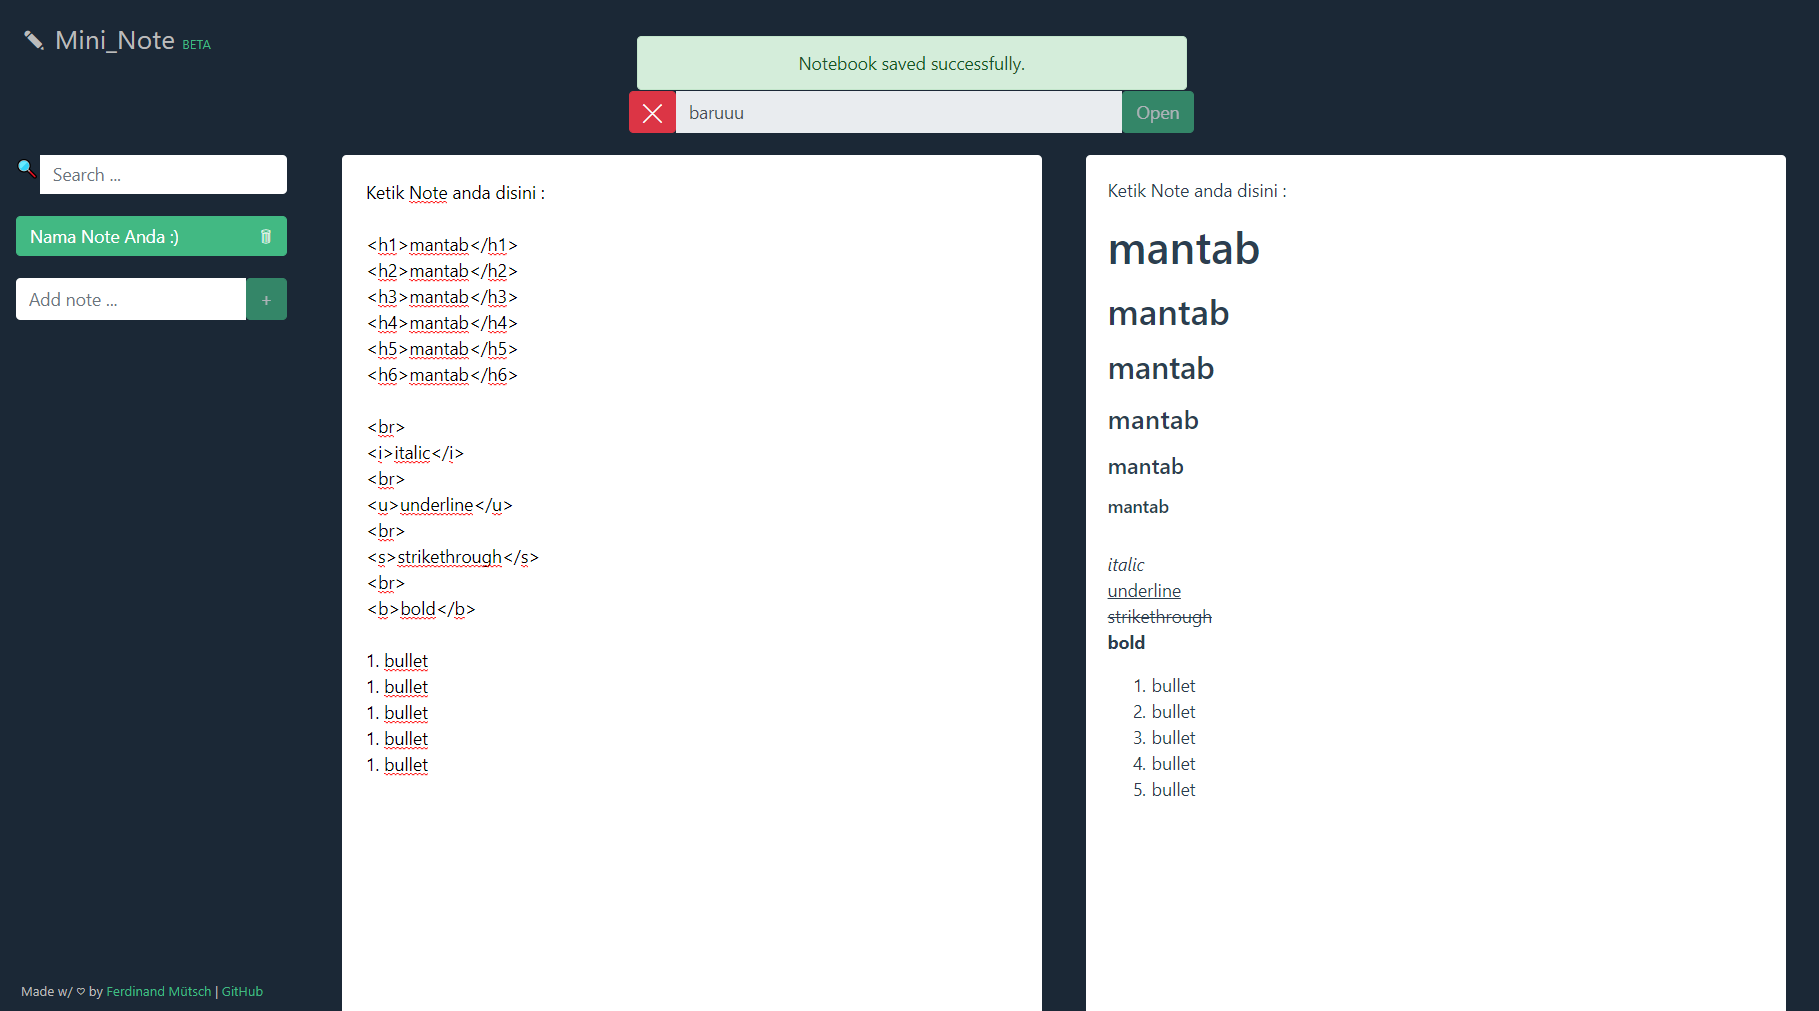 Mini_Note BETA
Notebook saved successfully.
baruuu
Open
Search ...
Nama Note Anda :)
Add note ...
+
Ketik Note anda disini :
<h1>mantab</h1>
<h2>mantab</h2>
<h3>mantab</h3>
<h4>mantab</h4>
<h5>mantab</h5>
<h6>mantab</h6>
<br>
<i>italic</i>
<br>
<u>underline</u>
<br>
<s>strikethrough</s>
<br>
<b>bold</b>
1. bullet
1. bullet
1. bullet
1. bullet
1. bullet
Ketik Note anda disini :
mantab
mantab
mantab
mantab
mantab
mantab
italic
underline
strikethrough
bold
1. bullet
2. bullet
3. bullet
4. bullet
5. bullet
Made w/ ♡ by Ferdinand Mütsch | GitHub